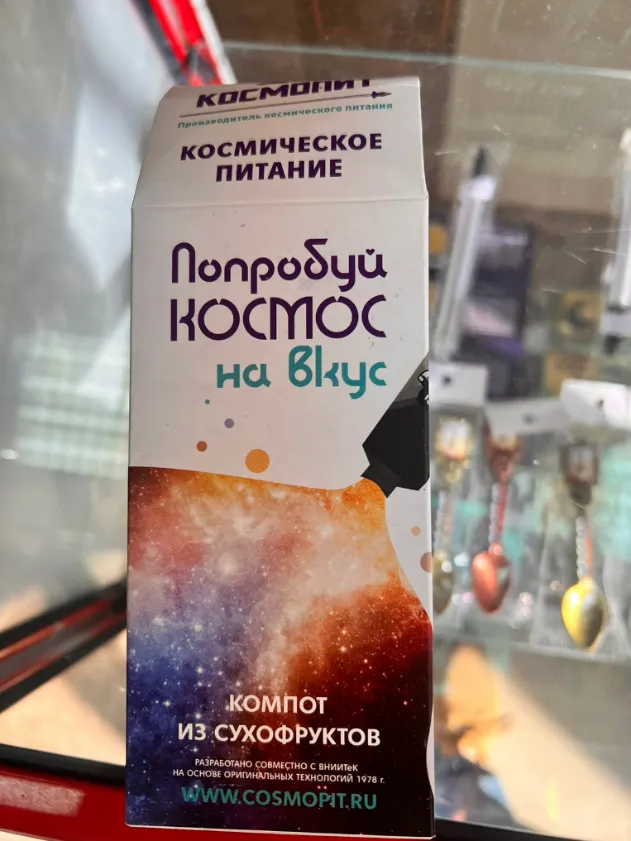 КОСМОПИТ
Производитель космического питания
КОСМИЧЕСКОЕ
ПИТАНИЕ
Попробуй
КОСМОС
на вкус
КОМПОТ
ИЗ СУХОФРУКТОВ
РАЗРАБОТАНО СОВМЕСТНО С ВНИИТеК
НА ОСНОВЕ ОРИГИНАЛЬНЫХ ТЕХНОЛОГИЙ 1978 г.
WWW.COSMOPIT.RU